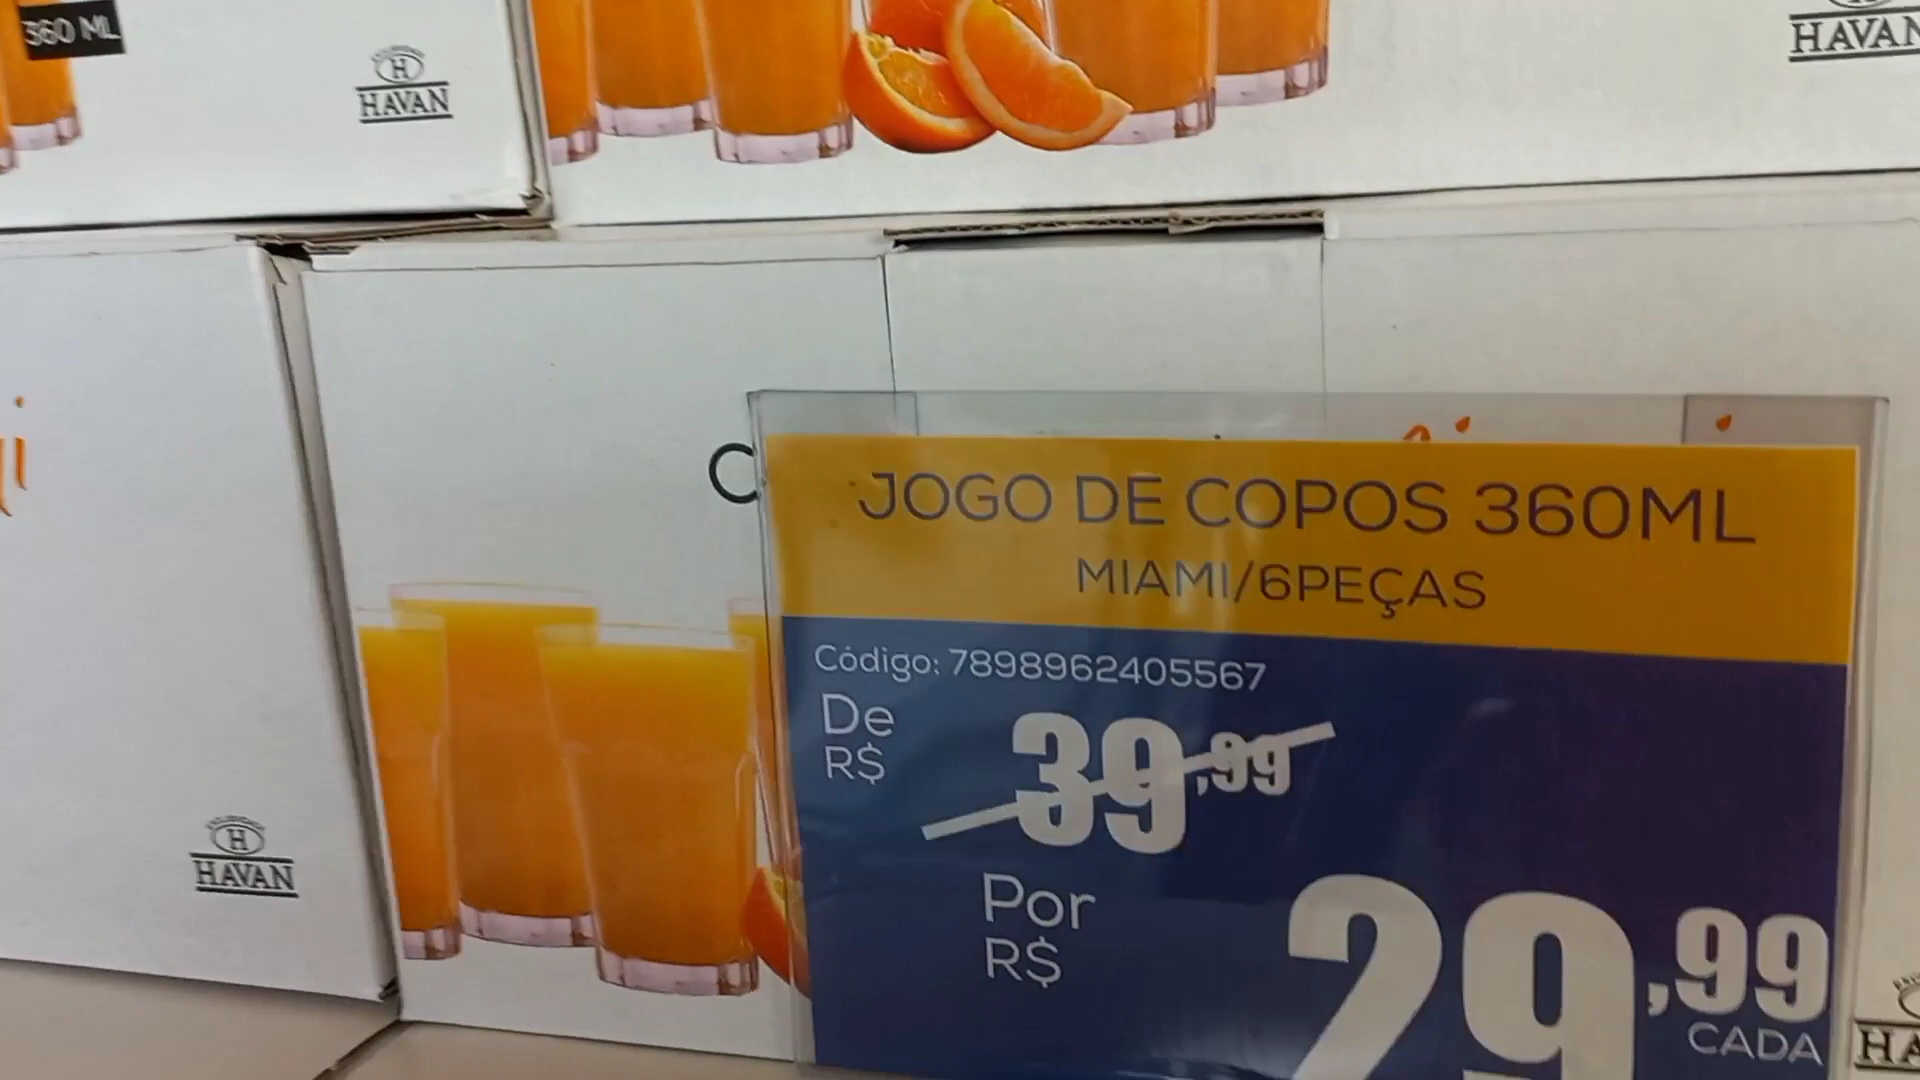 360 ML
HAVAN
HAVAN
HAVAN
JOGO DE COPOS 360ML
MIAMI/6PEÇAS
Código: 7898962405567
De
R$
39,99
Por
R$
29,99
CADA